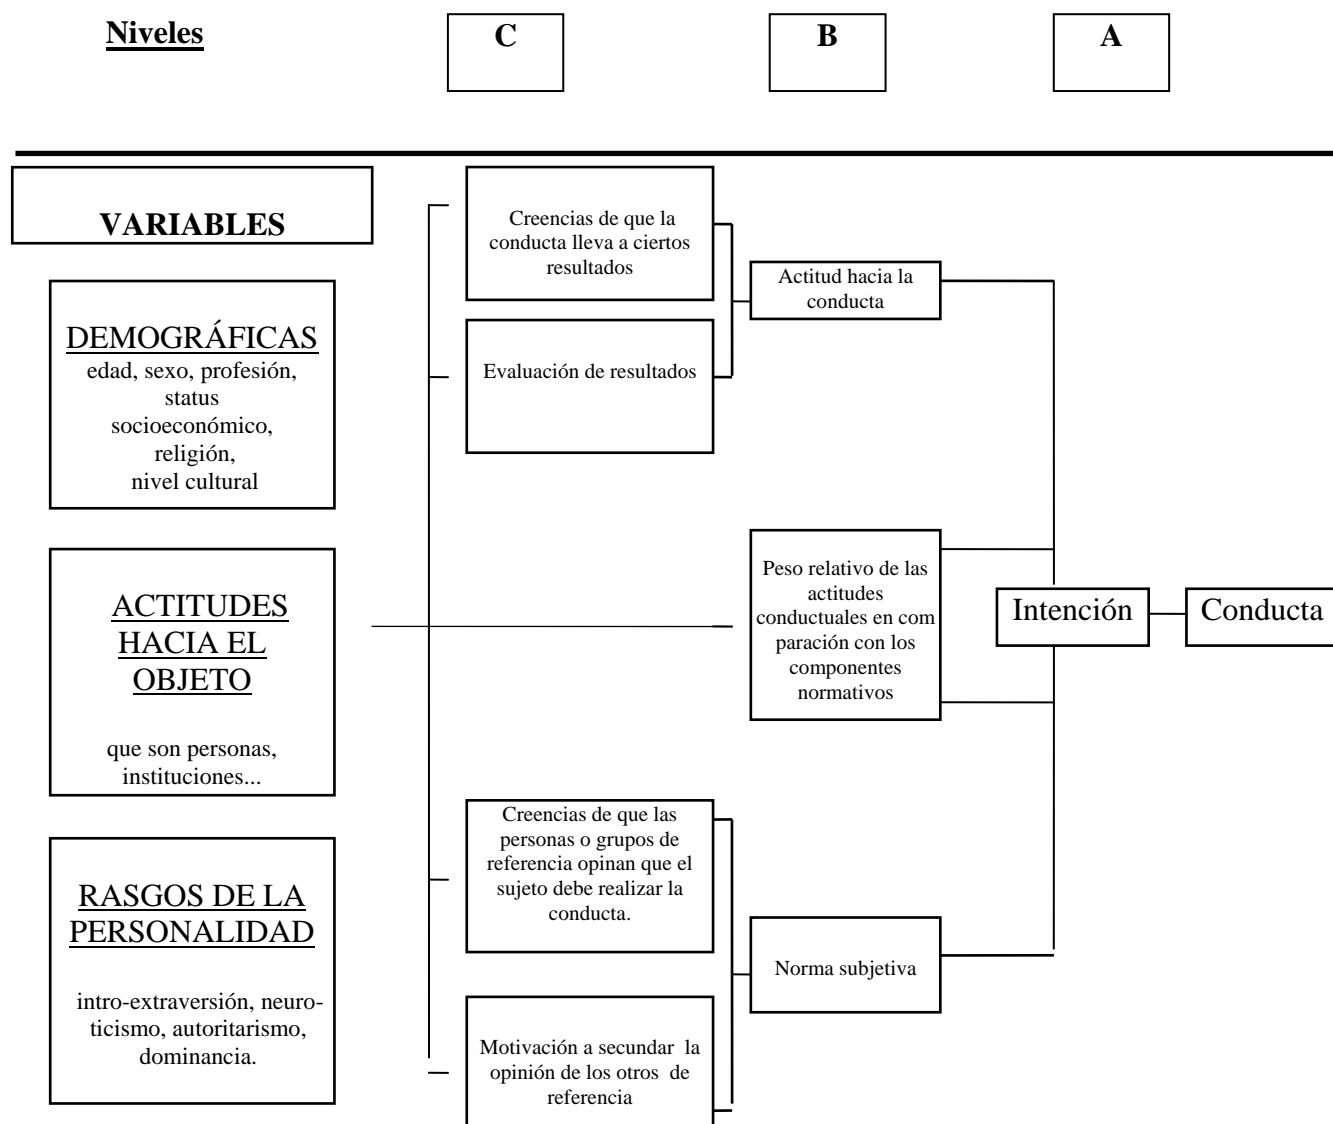 Niveles
C
B
A
VARIABLES
DEMOGRÁFICAS
edad, sexo, profesión,
status
socioeconómico,
religión,
nivel cultural
ACTITUDES
HACIA EL
OBJETO
que son personas,
instituciones...
RASGOS DE LA
PERSONALIDAD
intro-extraversión, neuro-
ticismo, autoritarismo,
dominancia.
Creencias de que la
conducta lleva a ciertos
resultados
Evaluación de resultados
Creencias de que las
personas o grupos de
referencia opinan que el
sujeto debe realizar la
conducta.
Motivación a secundar la
opinión de los otros de
referencia
Actitud hacia la
conducta
Peso relativo de las
actitudes
conductuales en com
paración con los
componentes
normativos
Norma subjetiva
Intención
Conducta